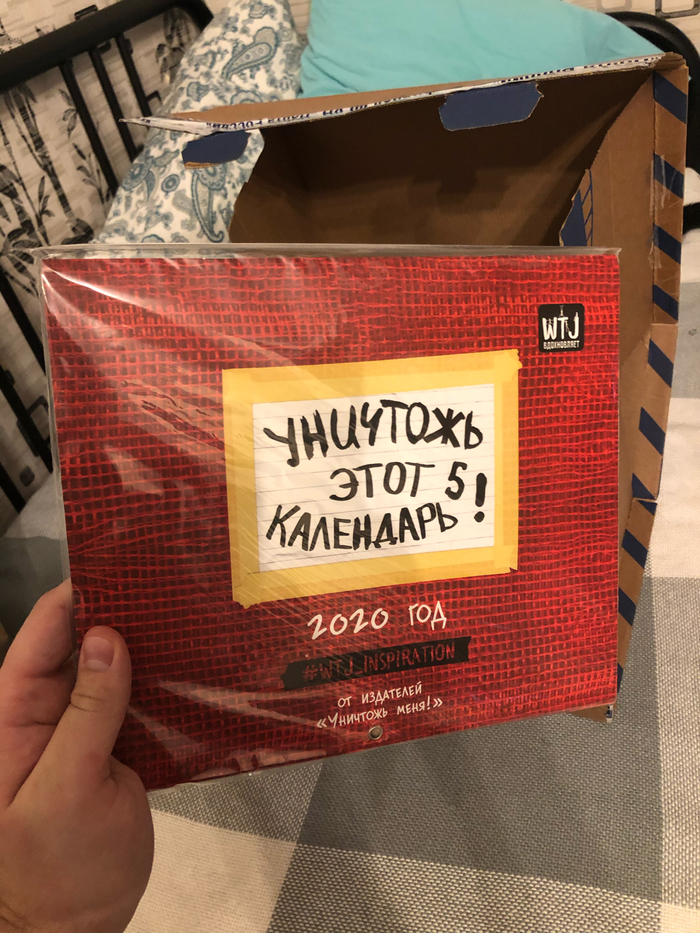 WTJ
ВДОХНОВЛЯЕТ
УНИЧТОЖЬ
ЭТОТ 5
КАЛЕНДАРЬ!
2020 ГОД
#WTJ_INSPIRATION
ОТ ИЗДАТЕЛЕЙ
«УНИЧТОЖЬ МЕНЯ!»